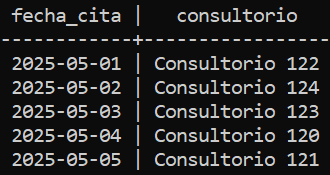 fecha_cita | consultorio
------------+-----------------
2025-05-01 | Consultorio 122
2025-05-02 | Consultorio 124
2025-05-03 | Consultorio 123
2025-05-04 | Consultorio 120
2025-05-05 | Consultorio 121